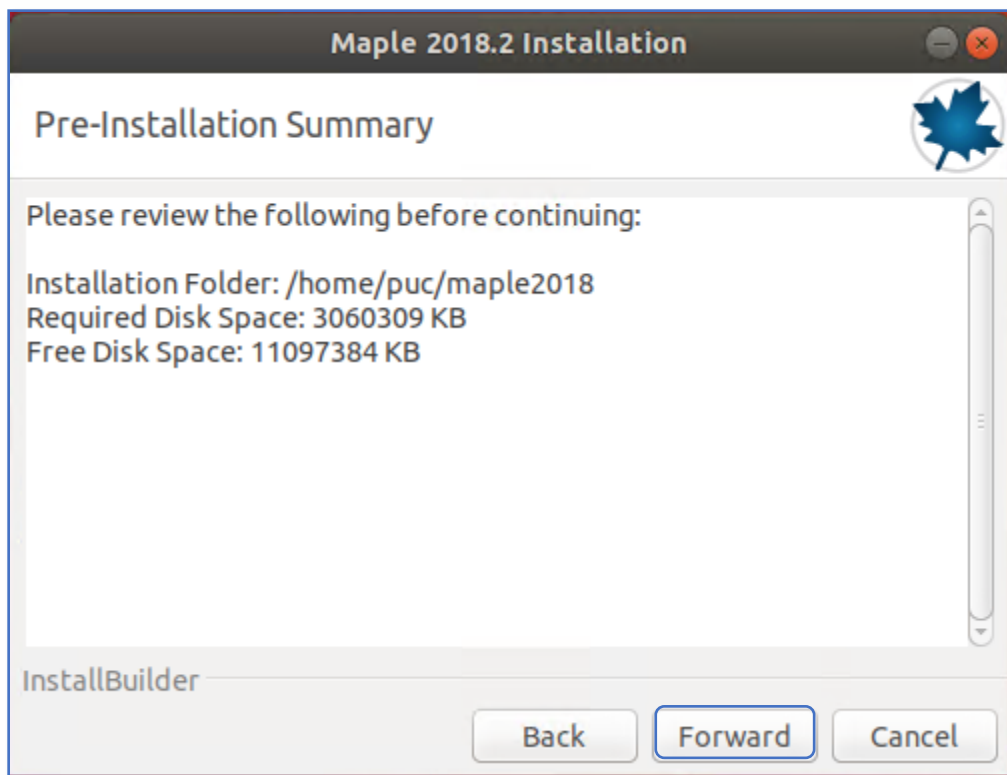 Maple 2018.2 Installation
Pre-Installation Summary
Please review the following before continuing:
Installation Folder: /home/puc/maple2018
Required Disk Space: 3060309 KB
Free Disk Space: 11097384 KB
InstallBuilder
Back Forward Cancel